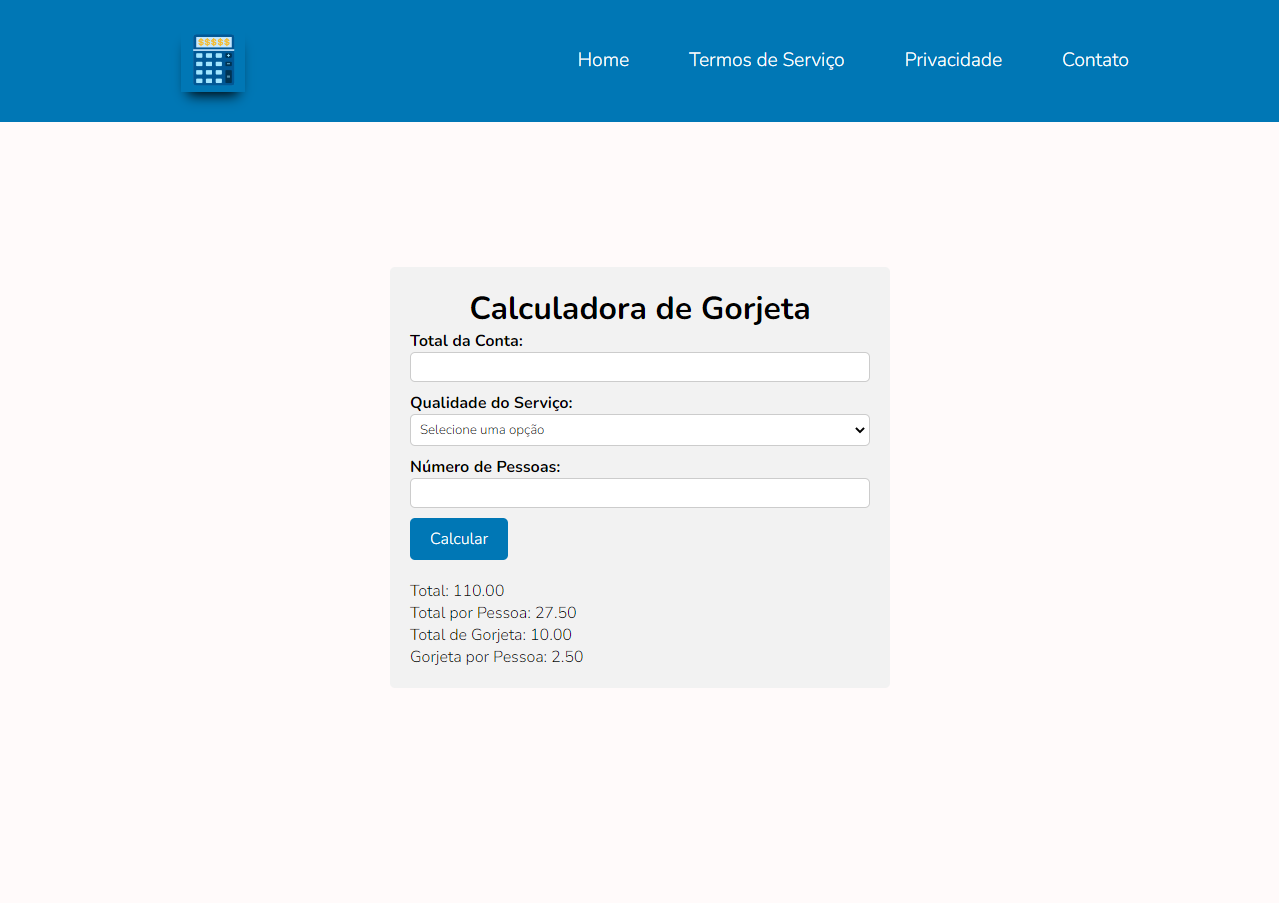 $$$$$
Home Termos de Serviço Privacidade Contato
Calculadora de Gorjeta
Total da Conta:
Qualidade do Serviço:
Selecione uma opção
Número de Pessoas:
Calcular
Total: 110.00
Total por Pessoa: 27.50
Total de Gorjeta: 10.00
Gorjeta por Pessoa: 2.50